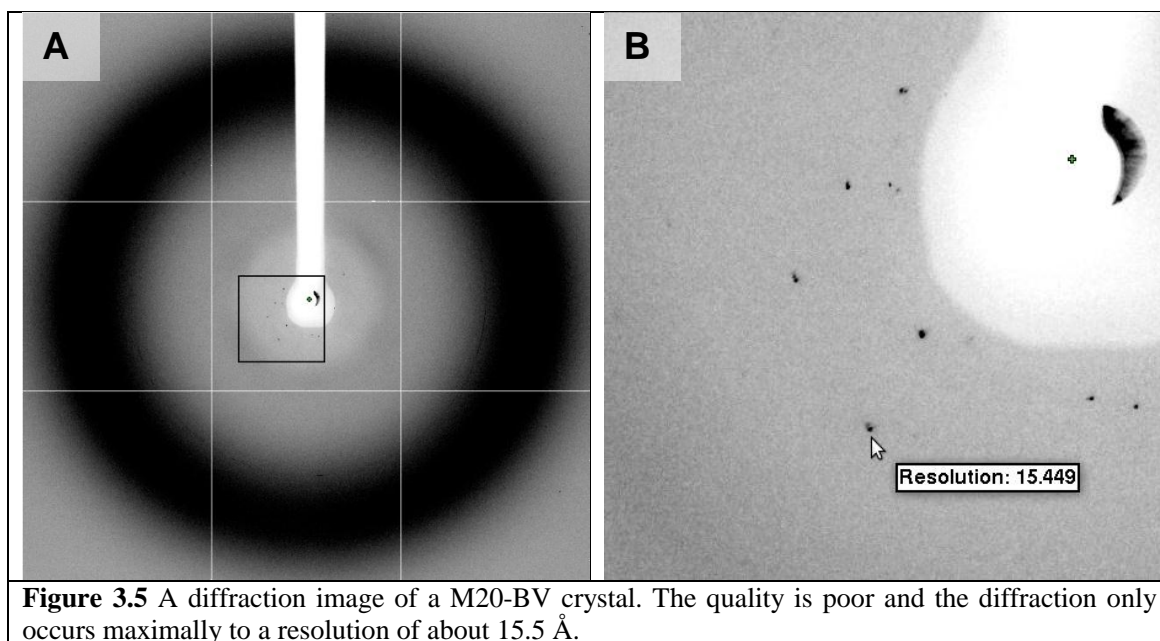 A
B
Resolution: 15.449
Figure 3.5 A diffraction image of a M20-BV crystal. The quality is poor and the diffraction only
occurs maximally to a resolution of about 15.5 Å.